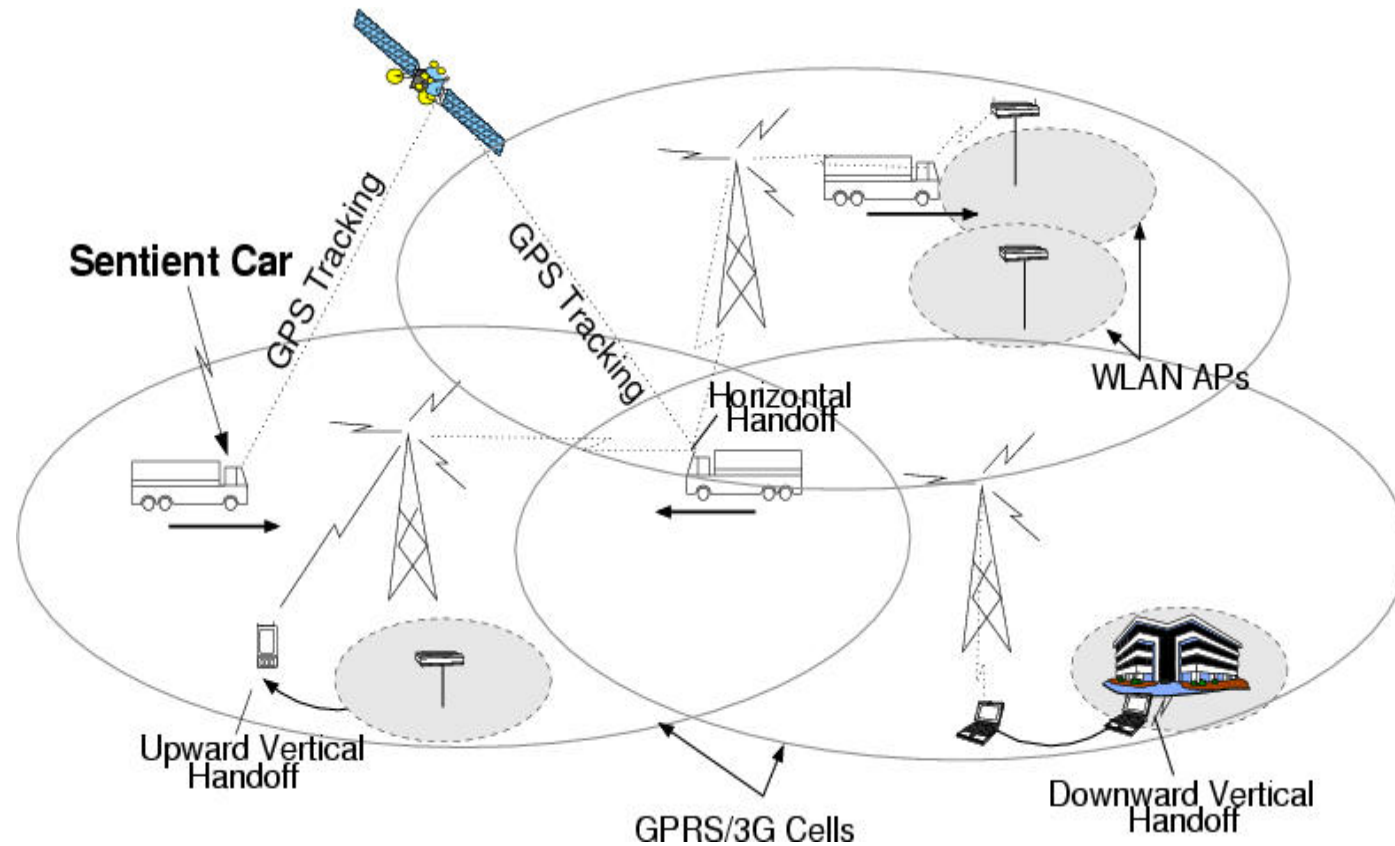 Sentient Car
GPS Tracking
GPS Tracking
WLAN APs
Horizontal
Handoff
Upward Vertical
Handoff
GPRS/3G Cells
Downward Vertical
Handoff